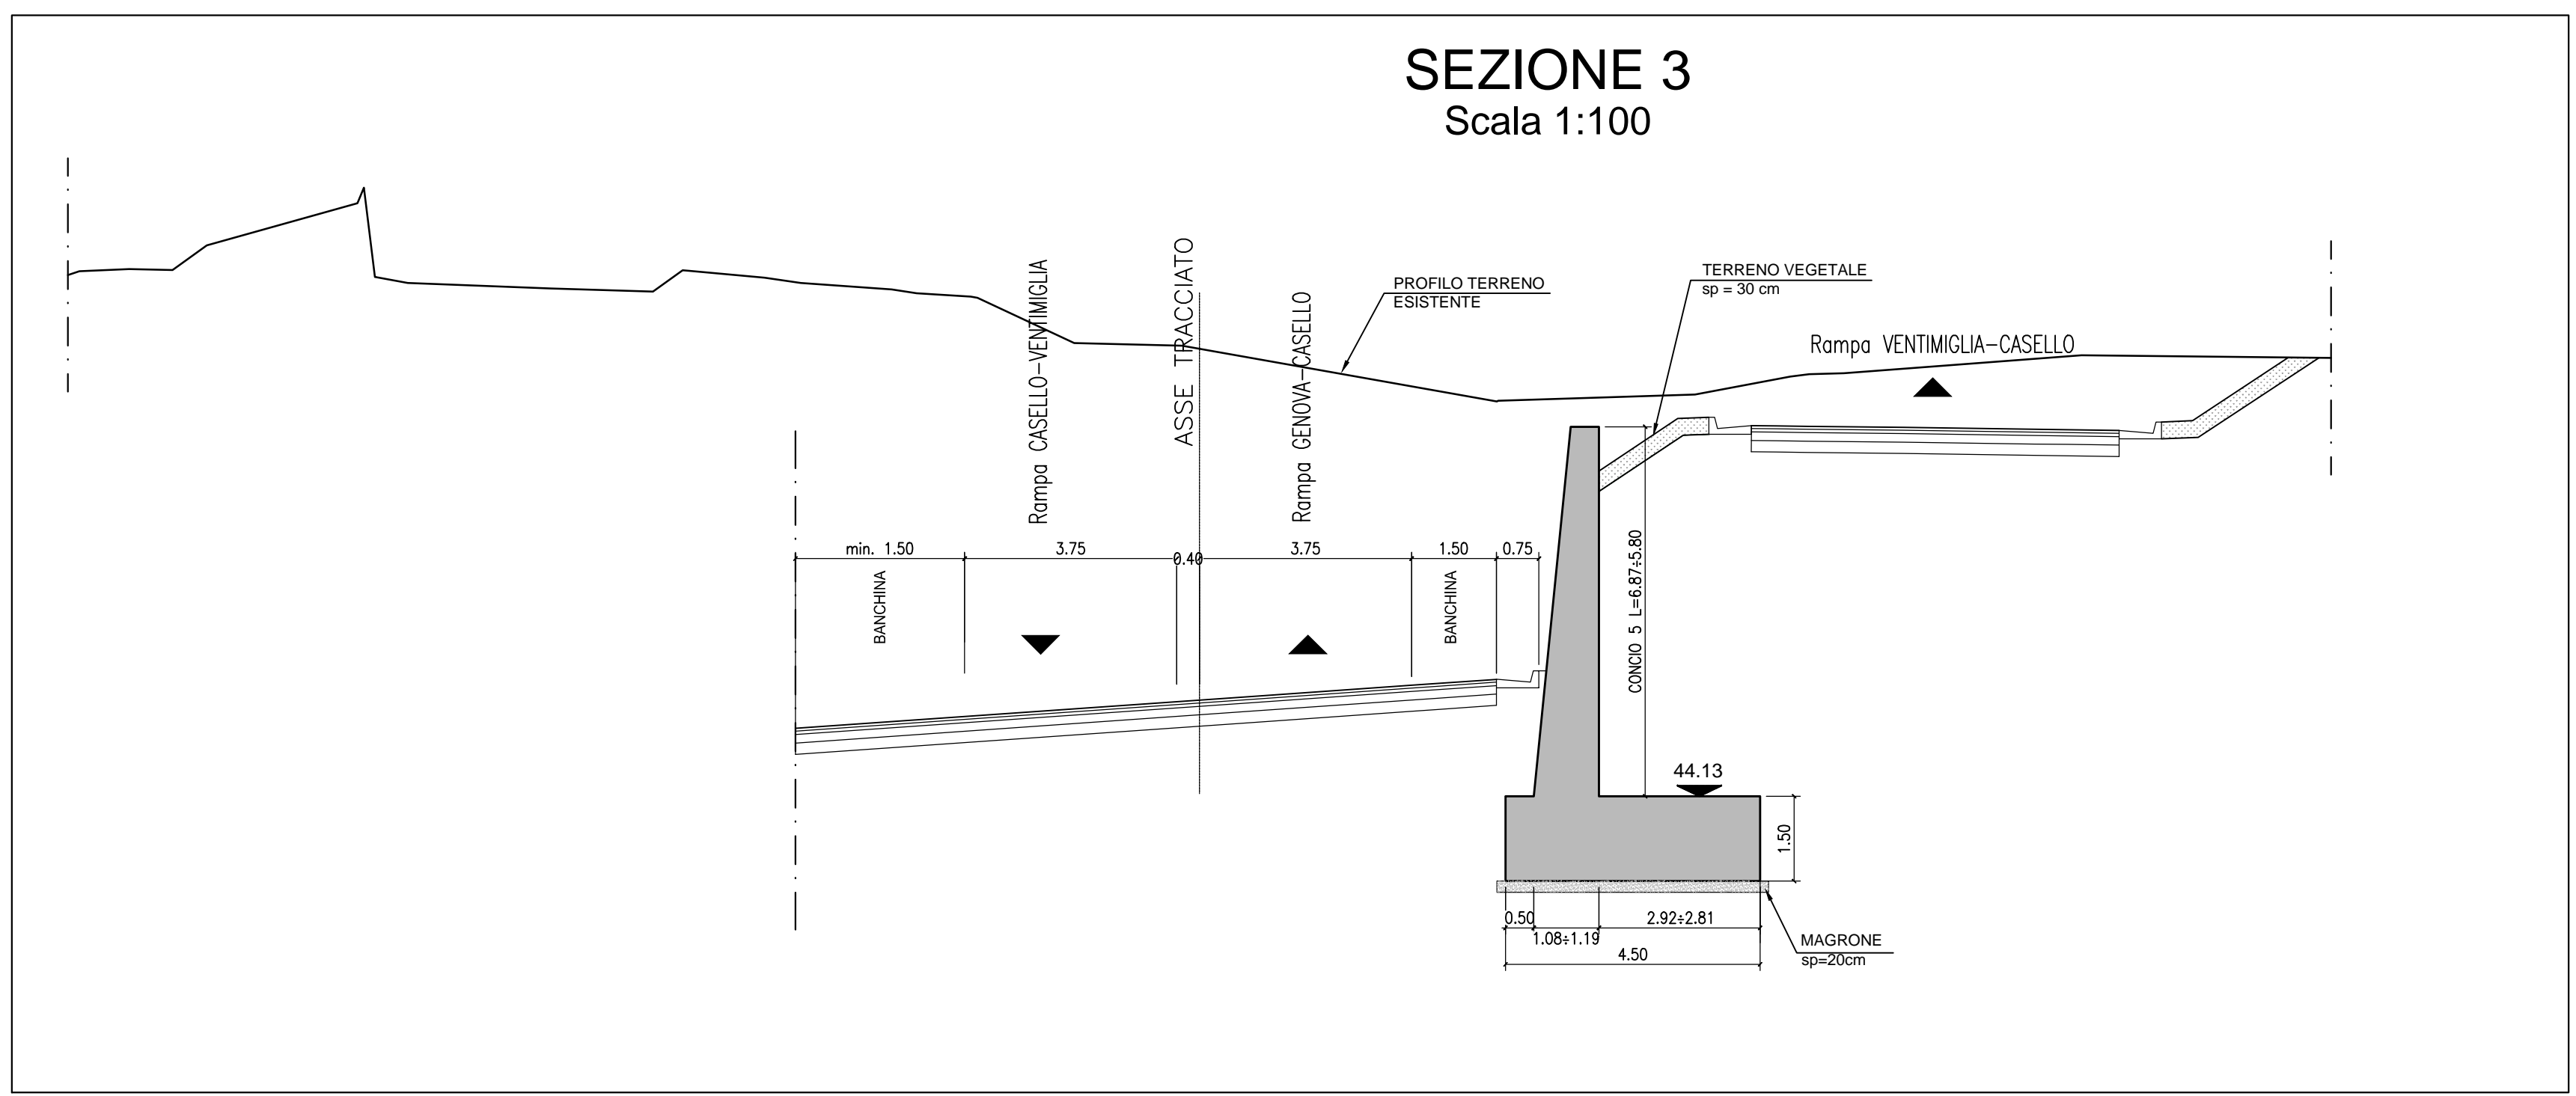 SEZIONE 3
Scala 1:100
Rampa CASELLO-VENTIMIGLIA
ASSE TRACCIATO
Rampa GENOVA-CASELLO
PROFILO TERRENO
ESISTENTE
TERRENO VEGETALE
sp = 30 cm
Rampa VENTIMIGLIA-CASELLO
min. 1.50
3.75
0.40
3.75
1.50
0.75
BANCHINA
BANCHINA
CONCIO 5 L=6.87÷5.80
44.13
1.50
0.50
1.08÷1.19
2.92÷2.81
4.50
MAGRONE
sp=20cm